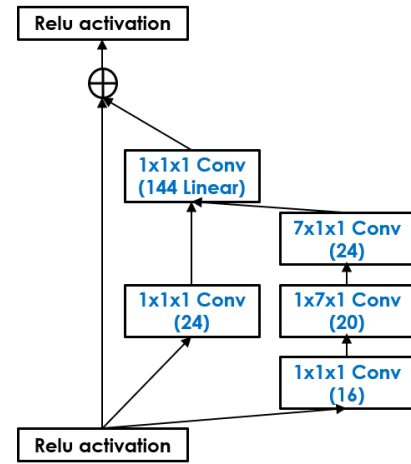 Relu activation
1x1x1 Conv
(144 Linear)
7x1x1 Conv
(24)
1x1x1 Conv
(24)
1x7x1 Conv
(20)
1x1x1 Conv
(16)
Relu activation